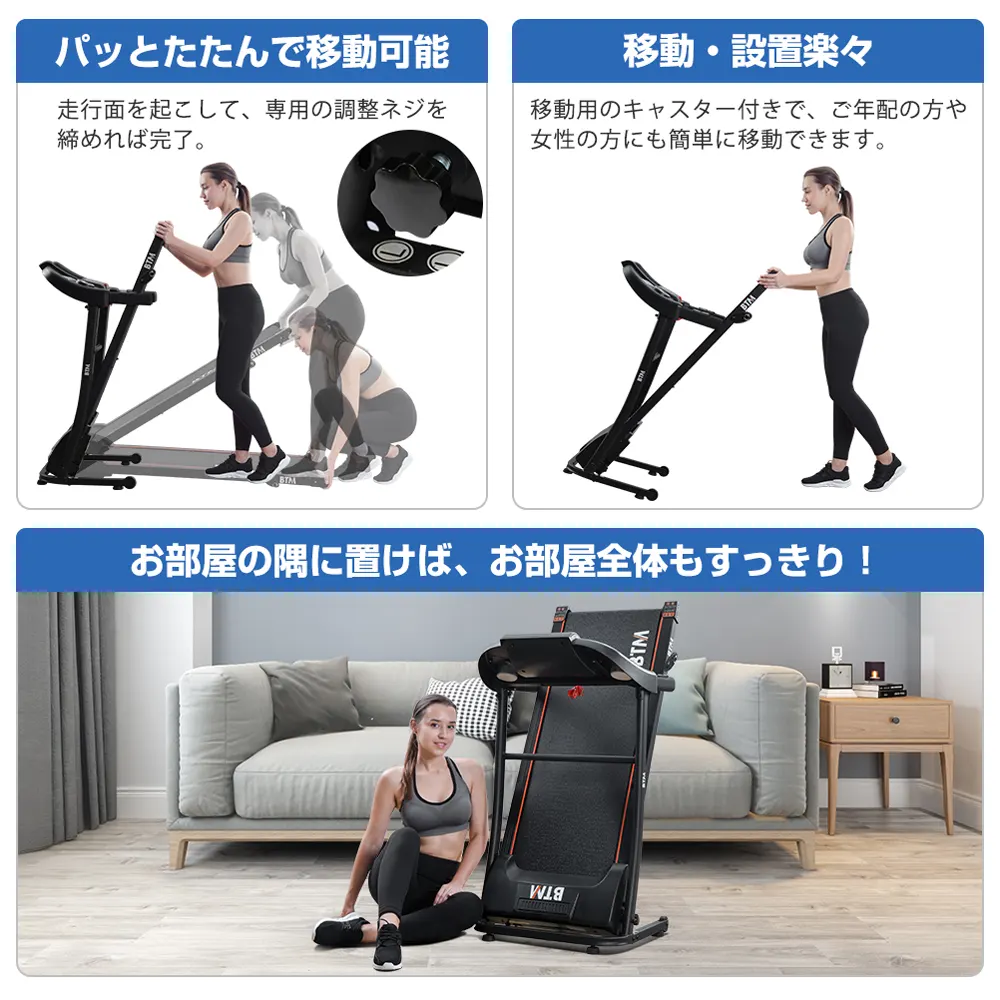 パッとたたんで移動可能
走行面を起こして、専用の調整ネジを
締めれば完了。
BTM
BTM
BTM
BTM
BTM
移動・設置楽々
移動用のキャスター付きで、ご年配の方や
女性の方にも簡単に移動できます。
BTM
BTM
お部屋の隅に置けば、お部屋全体もすっきり！
BTM
BTM
BTM